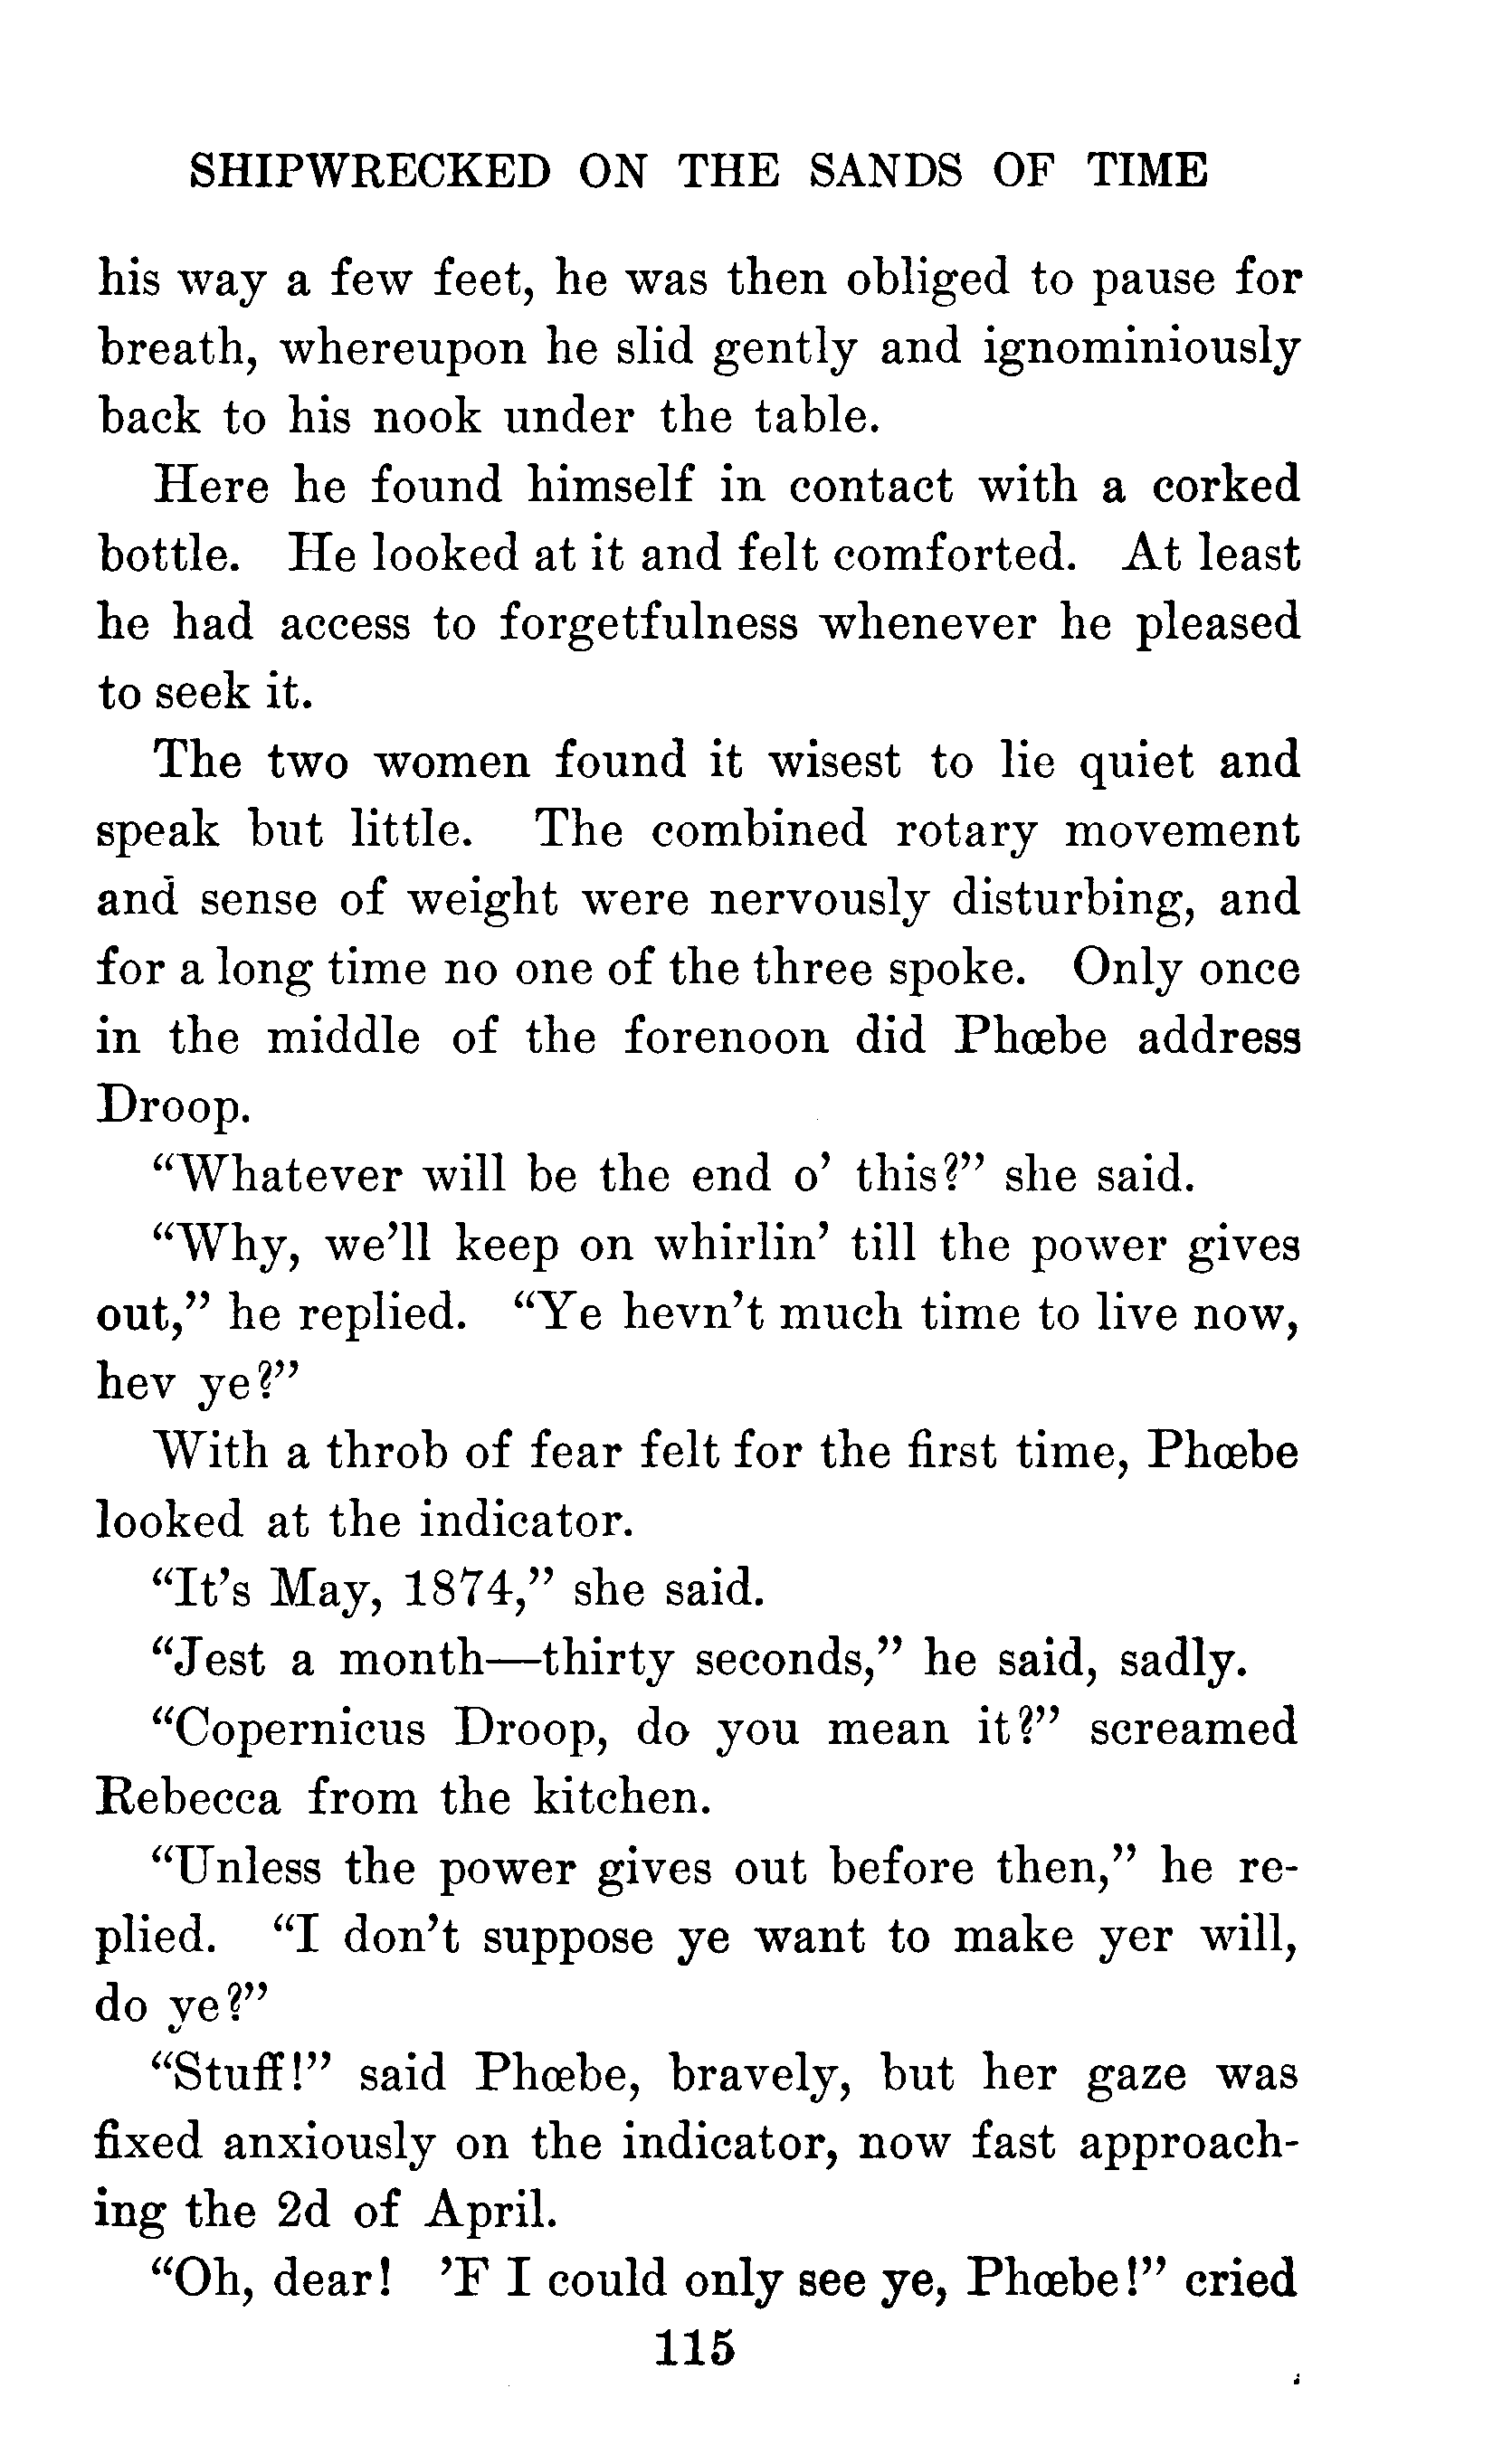 SHIPWRECKED ON THE SANDS OF TIME
his way a few feet, he was then obliged to pause for
breath, whereupon he slid gently and ignominiously
back to his nook under the table.
Here he found himself in contact with a corked
bottle. He looked at it and felt comforted. At least
he had access to forgetfulness whenever he pleased
to seek it.
The two women found it wisest to lie quiet and
speak but little. The combined rotary movement
and sense of weight were nervously disturbing, and
for a long time no one of the three spoke. Only once
in the middle of the forenoon did Phœbe address
Droop.
“Whatever will be the end o’ this?” she said.
“Why, we’ll keep on whirlin’ till the power gives
out,” he replied. “Ye hevn’t much time to live now,
hev ye?”
With a throb of fear felt for the first time, Phœbe
looked at the indicator.
“It’s May, 1874,” she said.
“Jest a month—thirty seconds,” he said, sadly.
“Copernicus Droop, do you mean it?” screamed
Rebecca from the kitchen.
“Unless the power gives out before then,” he re-
plied. “I don’t suppose ye want to make yer will,
do ye?”
“Stuff!” said Phœbe, bravely, but her gaze was
fixed anxiously on the indicator, now fast approach-
ing the 2d of April.
“Oh, dear! ’F I could only see ye, Phœbe!” cried
115